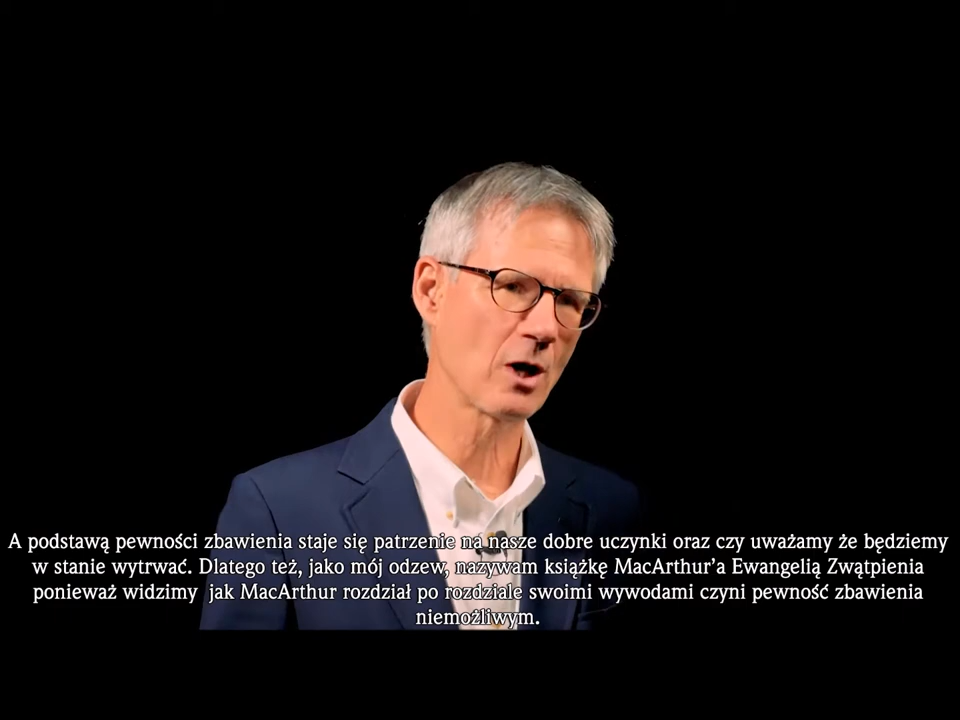 A podstawą pewności zbawienia staje się patrzenie na nasze dobre uczynki oraz czy uważamy że będziemy
w stanie wytrwać. Dlatego też, jako mój odzew, nazywam książkę MacArthur'a Ewangelią Zwątpienia
ponieważ widzimy jak MacArthur rozdział po rozdziale swoimi wywodami czyni pewność zbawienia
niemożliwym.